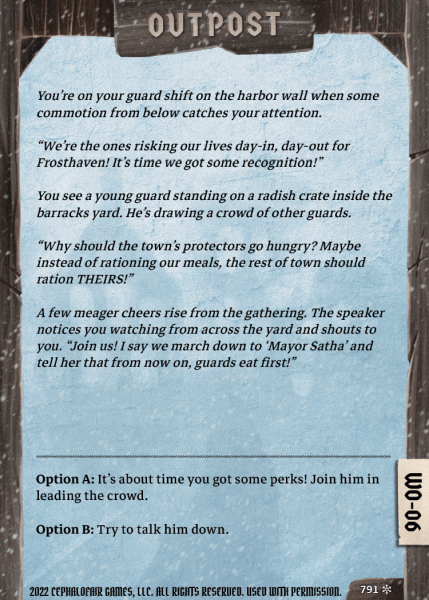 OUTPOST
You're on your guard shift on the harbor wall when some
commotion from below catches your attention.
“We're the ones risking our lives day-in, day-out for
Frosthaven! It's time we got some recognition!”
You see a young guard standing on a radish crate inside the
barracks yard. He's drawing a crowd of other guards.
“Why should the town's protectors go hungry? Maybe
instead of rationing our meals, the rest of town should
ration THEIRS!”
A few meager cheers rise from the gathering. The speaker
notices you watching from across the yard and shouts to
you. “Join us! I say we march down to ‘Mayor Satha’ and
tell her that from now on, guards eat first!”
Option A: It's about time you got some perks! Join him in
leading the crowd.
Option B: Try to talk him down.
WO-06
2022 CEPHALOFAIR GAMES, LLC. ALL RIGHTS RESERVED. USED WITH PERMISSION.
791